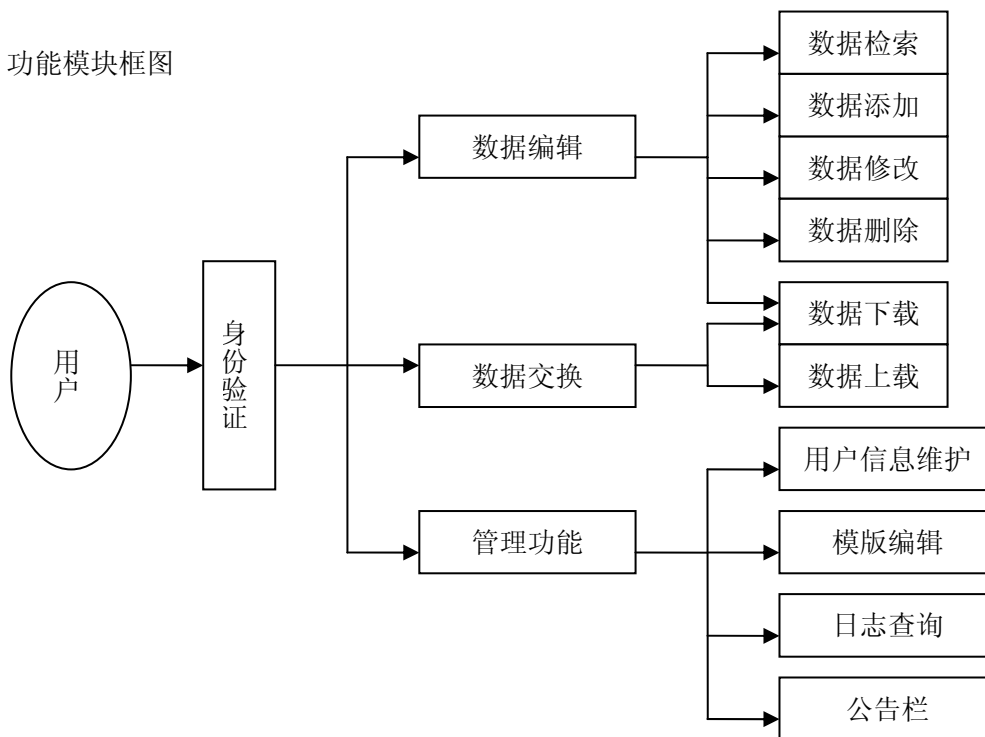 功能模块框图
用户
身份验证
数据编辑
数据交换
管理功能
数据检索
数据添加
数据修改
数据删除
数据下载
数据上载
用户信息维护
模版编辑
日志查询
公告栏